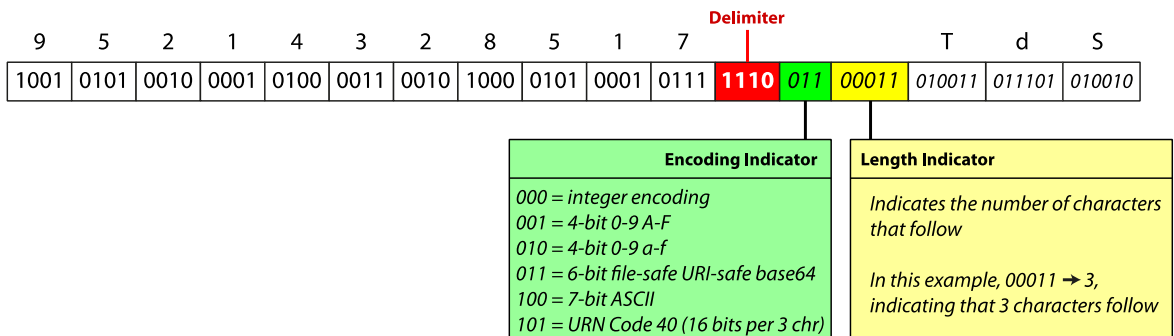 Delimiter
9 5 2 1 4 3 2 8 5 1 7 T d S
1001 0101 0010 0001 0100 0011 0010 1000 0101 0001 0111 1110 011 00011 010011 011101 010010
Encoding Indicator
000 = integer encoding
001 = 4-bit 0-9 A-F
010 = 4-bit 0-9 a-f
011 = 6-bit file-safe URI-safe base64
100 = 7-bit ASCII
101 = URN Code 40 (16 bits per 3 chr)
Length Indicator
Indicates the number of characters
that follow
In this example, 00011 → 3,
indicating that 3 characters follow